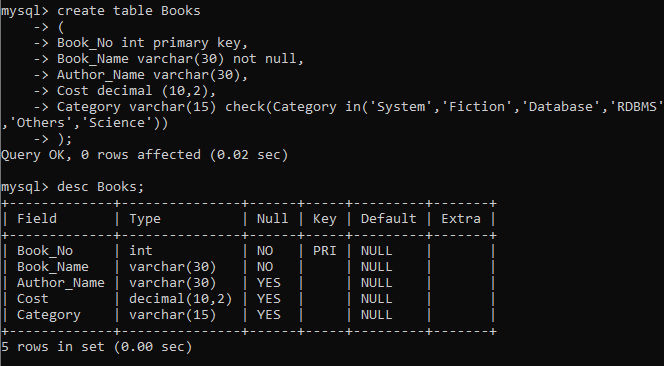 mysql> create table Books
    -> (
    -> Book_No int primary key,
    -> Book_Name varchar(30) not null,
    -> Author_Name varchar(30),
    -> Cost decimal (10,2),
    -> Category varchar(15) check(Category in('System','Fiction','Database','RDBMS'
,'Others','Science'))
    -> );
Query OK, 0 rows affected (0.02 sec)

mysql> desc Books;
+-------------+---------------+------+-----+---------+-------+
| Field       | Type          | Null | Key | Default | Extra |
+-------------+---------------+------+-----+---------+-------+
| Book_No     | int           | NO   | PRI | NULL    |       |
| Book_Name   | varchar(30)   | NO   |     | NULL    |       |
| Author_Name | varchar(30)   | YES  |     | NULL    |       |
| Cost        | decimal(10,2) | YES  |     | NULL    |       |
| Category    | varchar(15)   | YES  |     | NULL    |       |
+-------------+---------------+------+-----+---------+-------+
5 rows in set (0.00 sec)